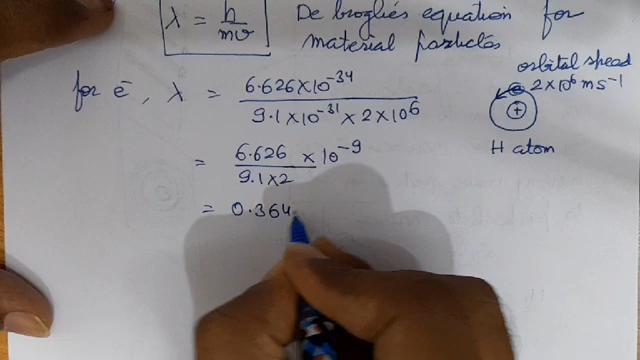 λ = h/mv De broglie's equation for
material particles
orbital speed
2×10⁶ ms⁻¹
for e⁻, λ = 6.626×10⁻³⁴ / 9.1×10⁻³¹×2×10⁶
+
H atom
= 6.626/9.1×2 ×10⁻⁹
= 0.364